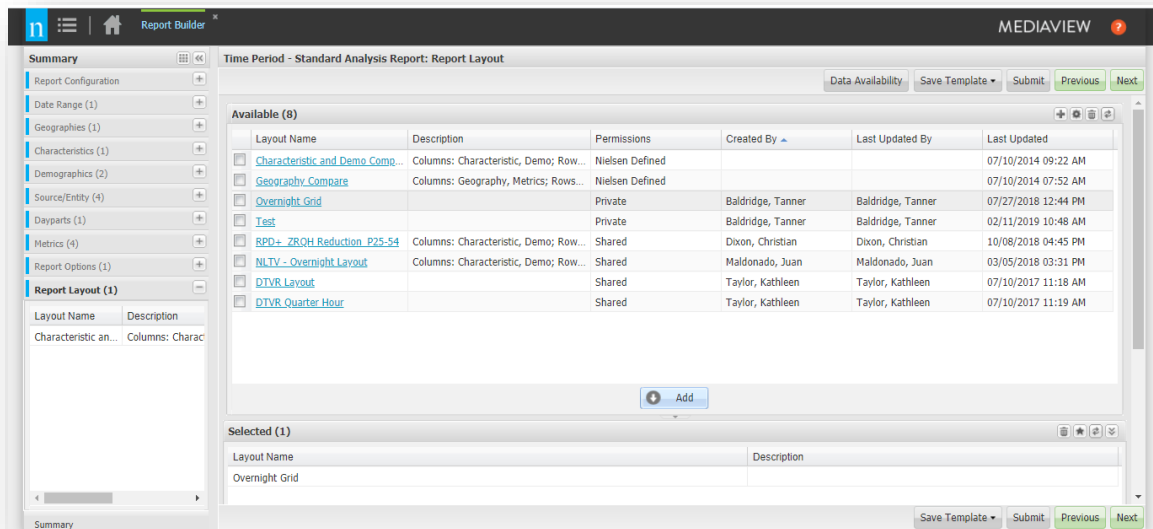 n Report Builder MEDIAVIEW ?
Summary
Report Configuration
Date Range (1)
Geographies (1)
Characteristics (1)
Demographics (2)
Source/Entity (4)
Dayparts (1)
Metrics (4)
Report Options (1)
Report Layout (1)
Layout Name Description
Characteristic an... Columns: Charact
Summary
Time Period - Standard Analysis Report: Report Layout
Data Availability Save Template Submit Previous Next
Available (8)
Layout Name Description Permissions Created By Last Updated By Last Updated
Characteristic and Demo Comp... Columns: Characteristic, Demo; Row... Nielsen Defined 07/10/2014 09:22 AM
Geography Compare Columns: Geography, Metrics; Rows... Nielsen Defined 07/10/2014 07:52 AM
Overnight Grid Private Baldridge, Tanner Baldridge, Tanner 07/27/2018 12:44 PM
Test Private Baldridge, Tanner Baldridge, Tanner 02/11/2019 10:48 AM
RPD+ ZRQH Reduction P25-54 Columns: Characteristic, Demo; Row... Shared Dixon, Christian Dixon, Christian 10/08/2018 04:45 PM
NLTV - Overnight Layout Columns: Characteristic, Demo; Row... Shared Maldonado, Juan Maldonado, Juan 03/05/2018 03:31 PM
DTVR Layout Shared Taylor, Kathleen Taylor, Kathleen 07/10/2017 11:18 AM
DTVR Quarter Hour Shared Taylor, Kathleen Taylor, Kathleen 07/10/2017 11:19 AM
Add
Selected (1)
Layout Name Description
Overnight Grid
Save Template Submit Previous Next